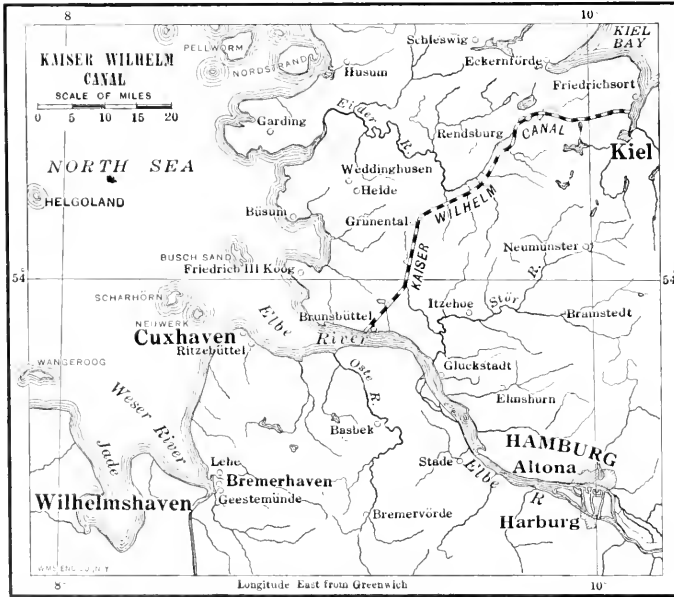 8°
10°
KAISER WILHELM
CANAL
SCALE OF MILES
0 5 10 15 20
PELLWORM
NORDSTRAND
Husum
Schleswig
Eckernförde
KIEL
BAY
Friedrichsort
Garding
Eider R.
Rendsburg
CANAL
Kiel
NORTH SEA
HELGOLAND
Weddinghusen
Heide
Büsum
Grünental
WILHELM
KAISER
Neumünster
BUSCH SAND
Friedrich III Koog
54°
54°
SCHARHÖRN
NEUWERK
Cuxhaven
Ritzebüttel
Elbe River
Brunsbüttel
Itzehoe
Stör R.
Bramstedt
WANGEROOG
Glückstadt
Elmshorn
Weser River
Jade
Oste R.
Basbek
Lehe
Bremerhaven
Geestemünde
Wilhelmshaven
Stade
Elbe R
HAMBURG
Altona
Harburg
Bremervörde
8°
Longitude East from Greenwich
10°